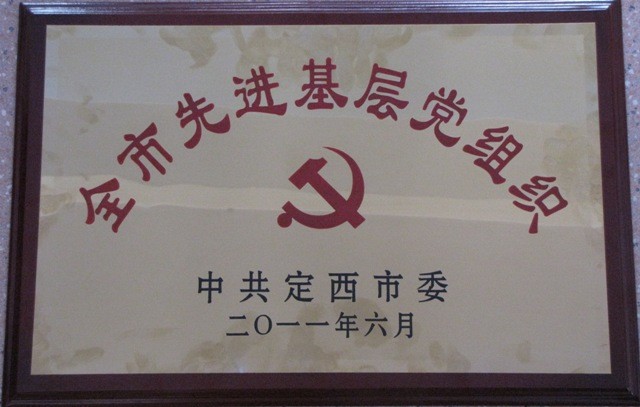 全市先进基层党组织
中共定西市委
二〇一一年六月